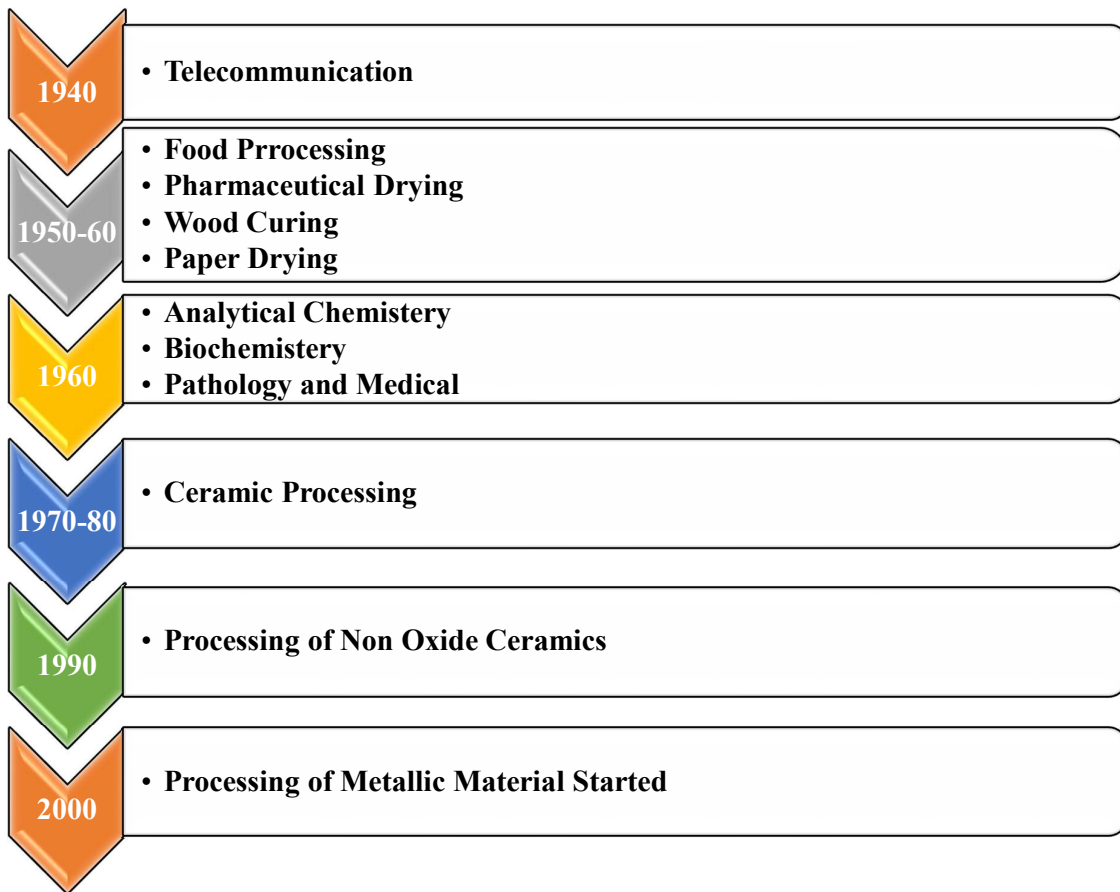 1940
• Telecommunication
1950-60
• Food Prrocessing
• Pharmaceutical Drying
• Wood Curing
• Paper Drying
1960
• Analytical Chemistery
• Biochemistery
• Pathology and Medical
1970-80
• Ceramic Processing
1990
• Processing of Non Oxide Ceramics
2000
• Processing of Metallic Material Started